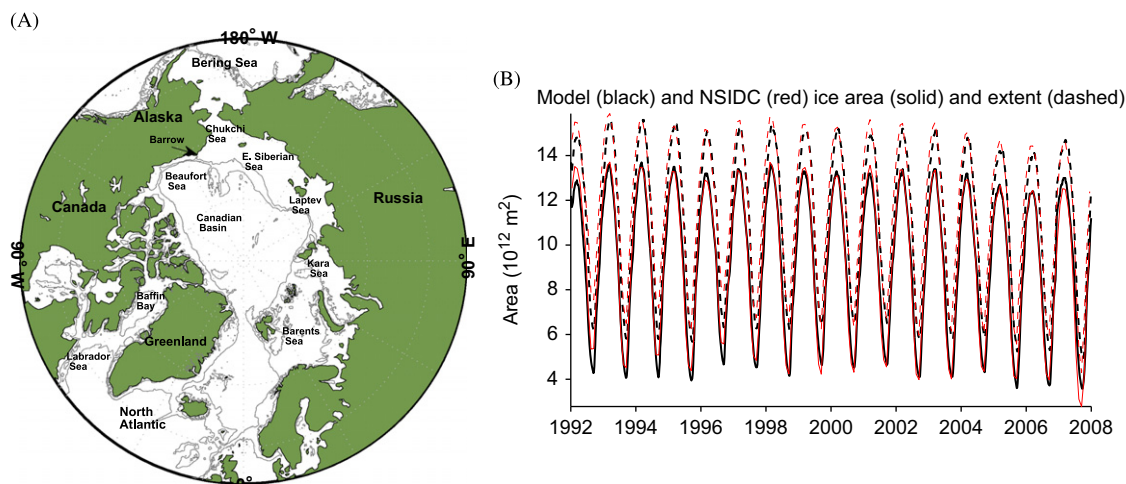 (A)
180° W
Bering Sea
Alaska
Chukchi
Sea
Barrow
E. Siberian
Sea
Beaufort
Sea
Laptev
Sea
Russia
Canada
Canadian
Basin
90° W
90° E
Kara
Sea
Baffin
Bay
Barents
Sea
Greenland
Labrador
Sea
North
Atlantic
(B)
Model (black) and NSIDC (red) ice area (solid) and extent (dashed)
Area (10¹² m²)
14
12
10
8
6
4
1992 1994 1996 1998 2000 2002 2004 2006 2008